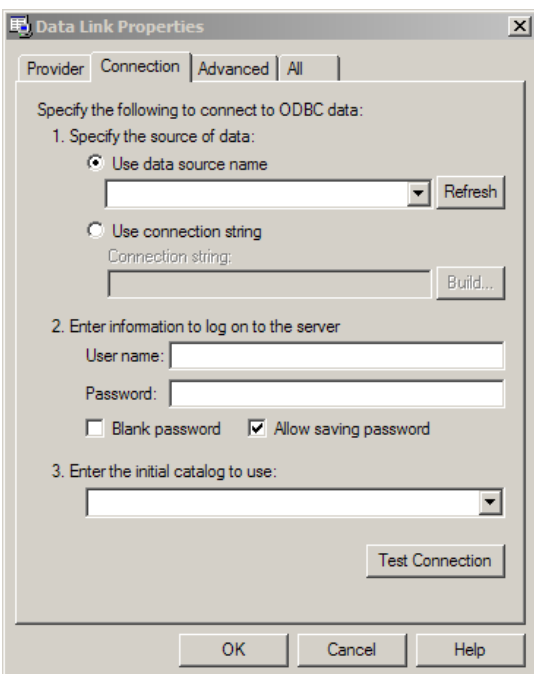 Data Link Properties
Provider Connection Advanced All
Specify the following to connect to ODBC data:
1. Specify the source of data:
Use data source name
Refresh
Use connection string
Connection string:
Build...
2. Enter information to log on to the server
User name:
Password:
Blank password Allow saving password
3. Enter the initial catalog to use:
Test Connection
OK Cancel Help